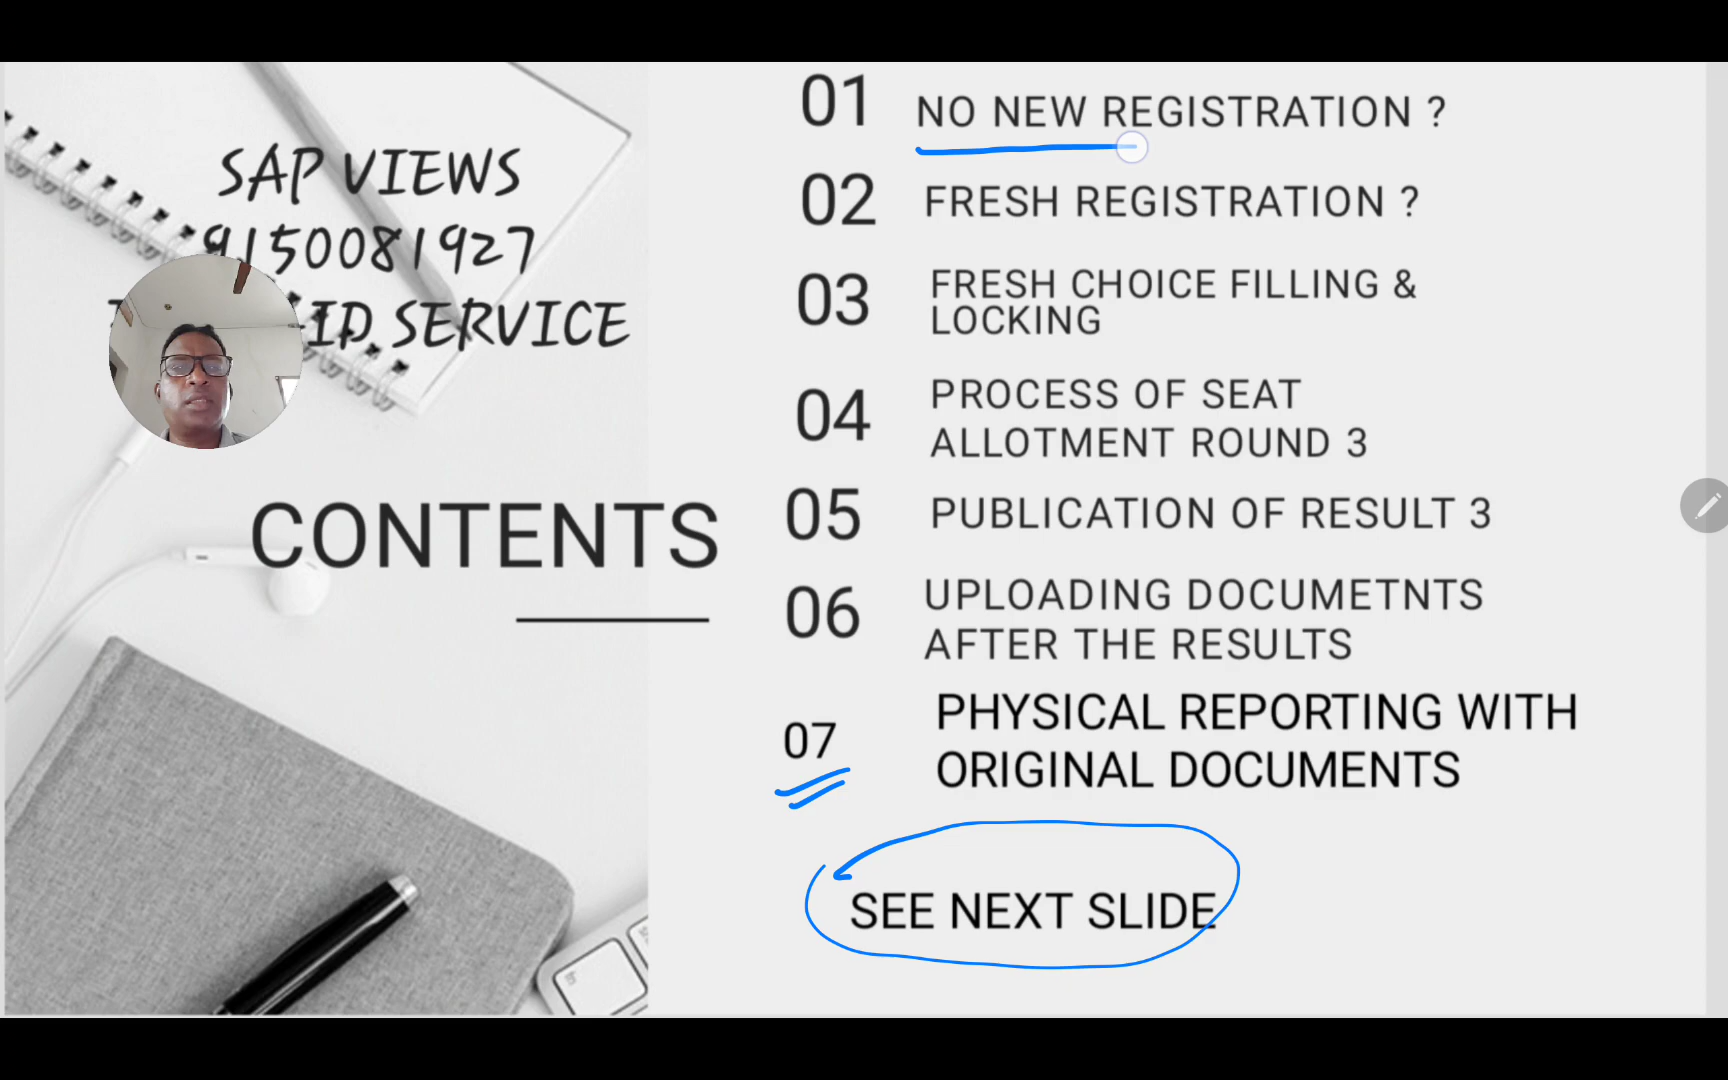 SAP VIEWS
9150081927
ID SERVICE
CONTENTS
01 NO NEW REGISTRATION ?
02 FRESH REGISTRATION ?
03 FRESH CHOICE FILLING &
LOCKING
04 PROCESS OF SEAT
ALLOTMENT ROUND 3
05 PUBLICATION OF RESULT 3
06 UPLOADING DOCUMETNTS
AFTER THE RESULTS
07 PHYSICAL REPORTING WITH
ORIGINAL DOCUMENTS
SEE NEXT SLIDE